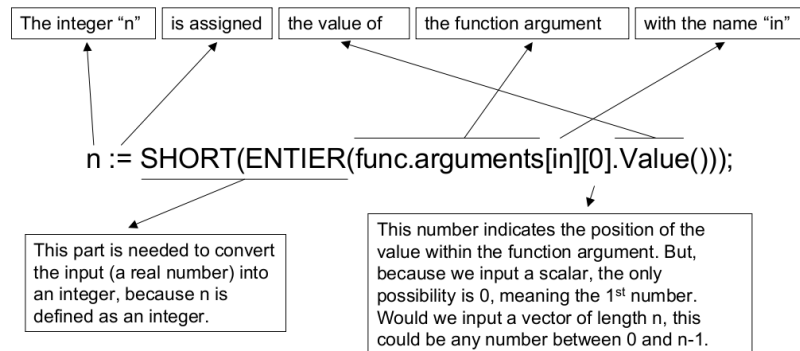 The integer “n”
is assigned
the value of
the function argument
with the name “in”
n := SHORT(ENTIER(func.arguments[in][0].Value()));
This part is needed to convert
the input (a real number) into
an integer, because n is
defined as an integer.
This number indicates the position of the
value within the function argument. But,
because we input a scalar, the only
possibility is 0, meaning the 1st number.
Would we input a vector of length n, this
could be any number between 0 and n-1.